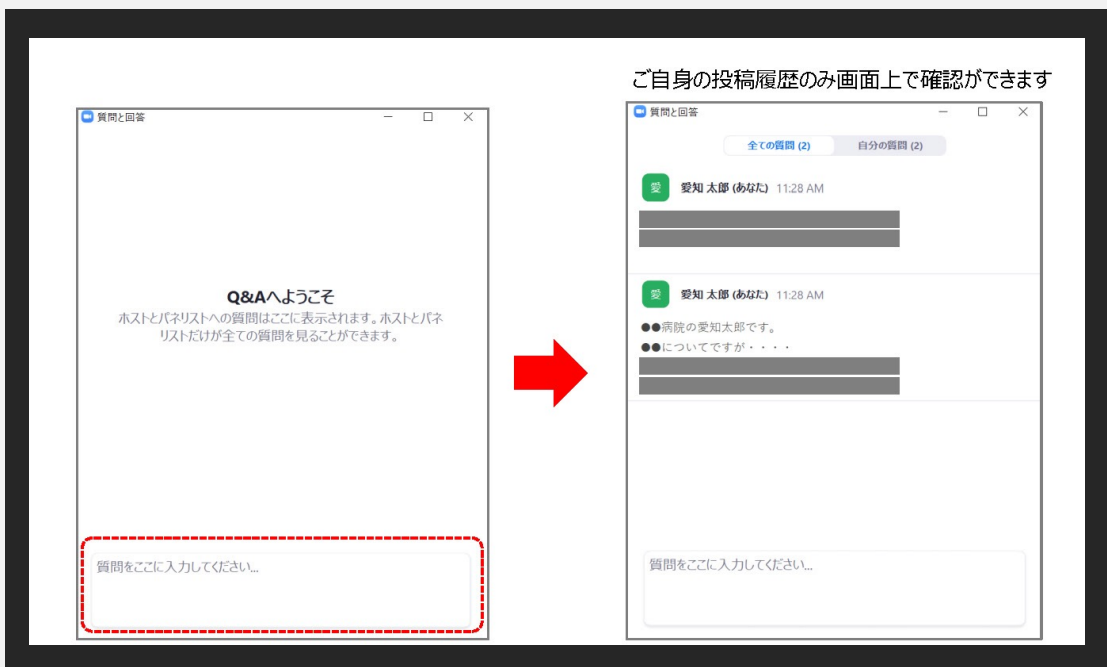 ご自身の投稿履歴のみ画面上で確認ができます
質問と回答
Q&Aへようこそ
ホストとパネリストへの質問はここに表示されます。ホストとパネ
リストだけが全ての質問を見ることができます。
質問をここに入力してください...
質問と回答
全ての質問 (2) 自分の質問 (2)
愛 愛知 太郎 (あなた) 11:28 AM
愛 愛知 太郎 (あなた) 11:28 AM
●●病院の愛知太郎です。
●●についてですが・・・・
質問をここに入力してください...